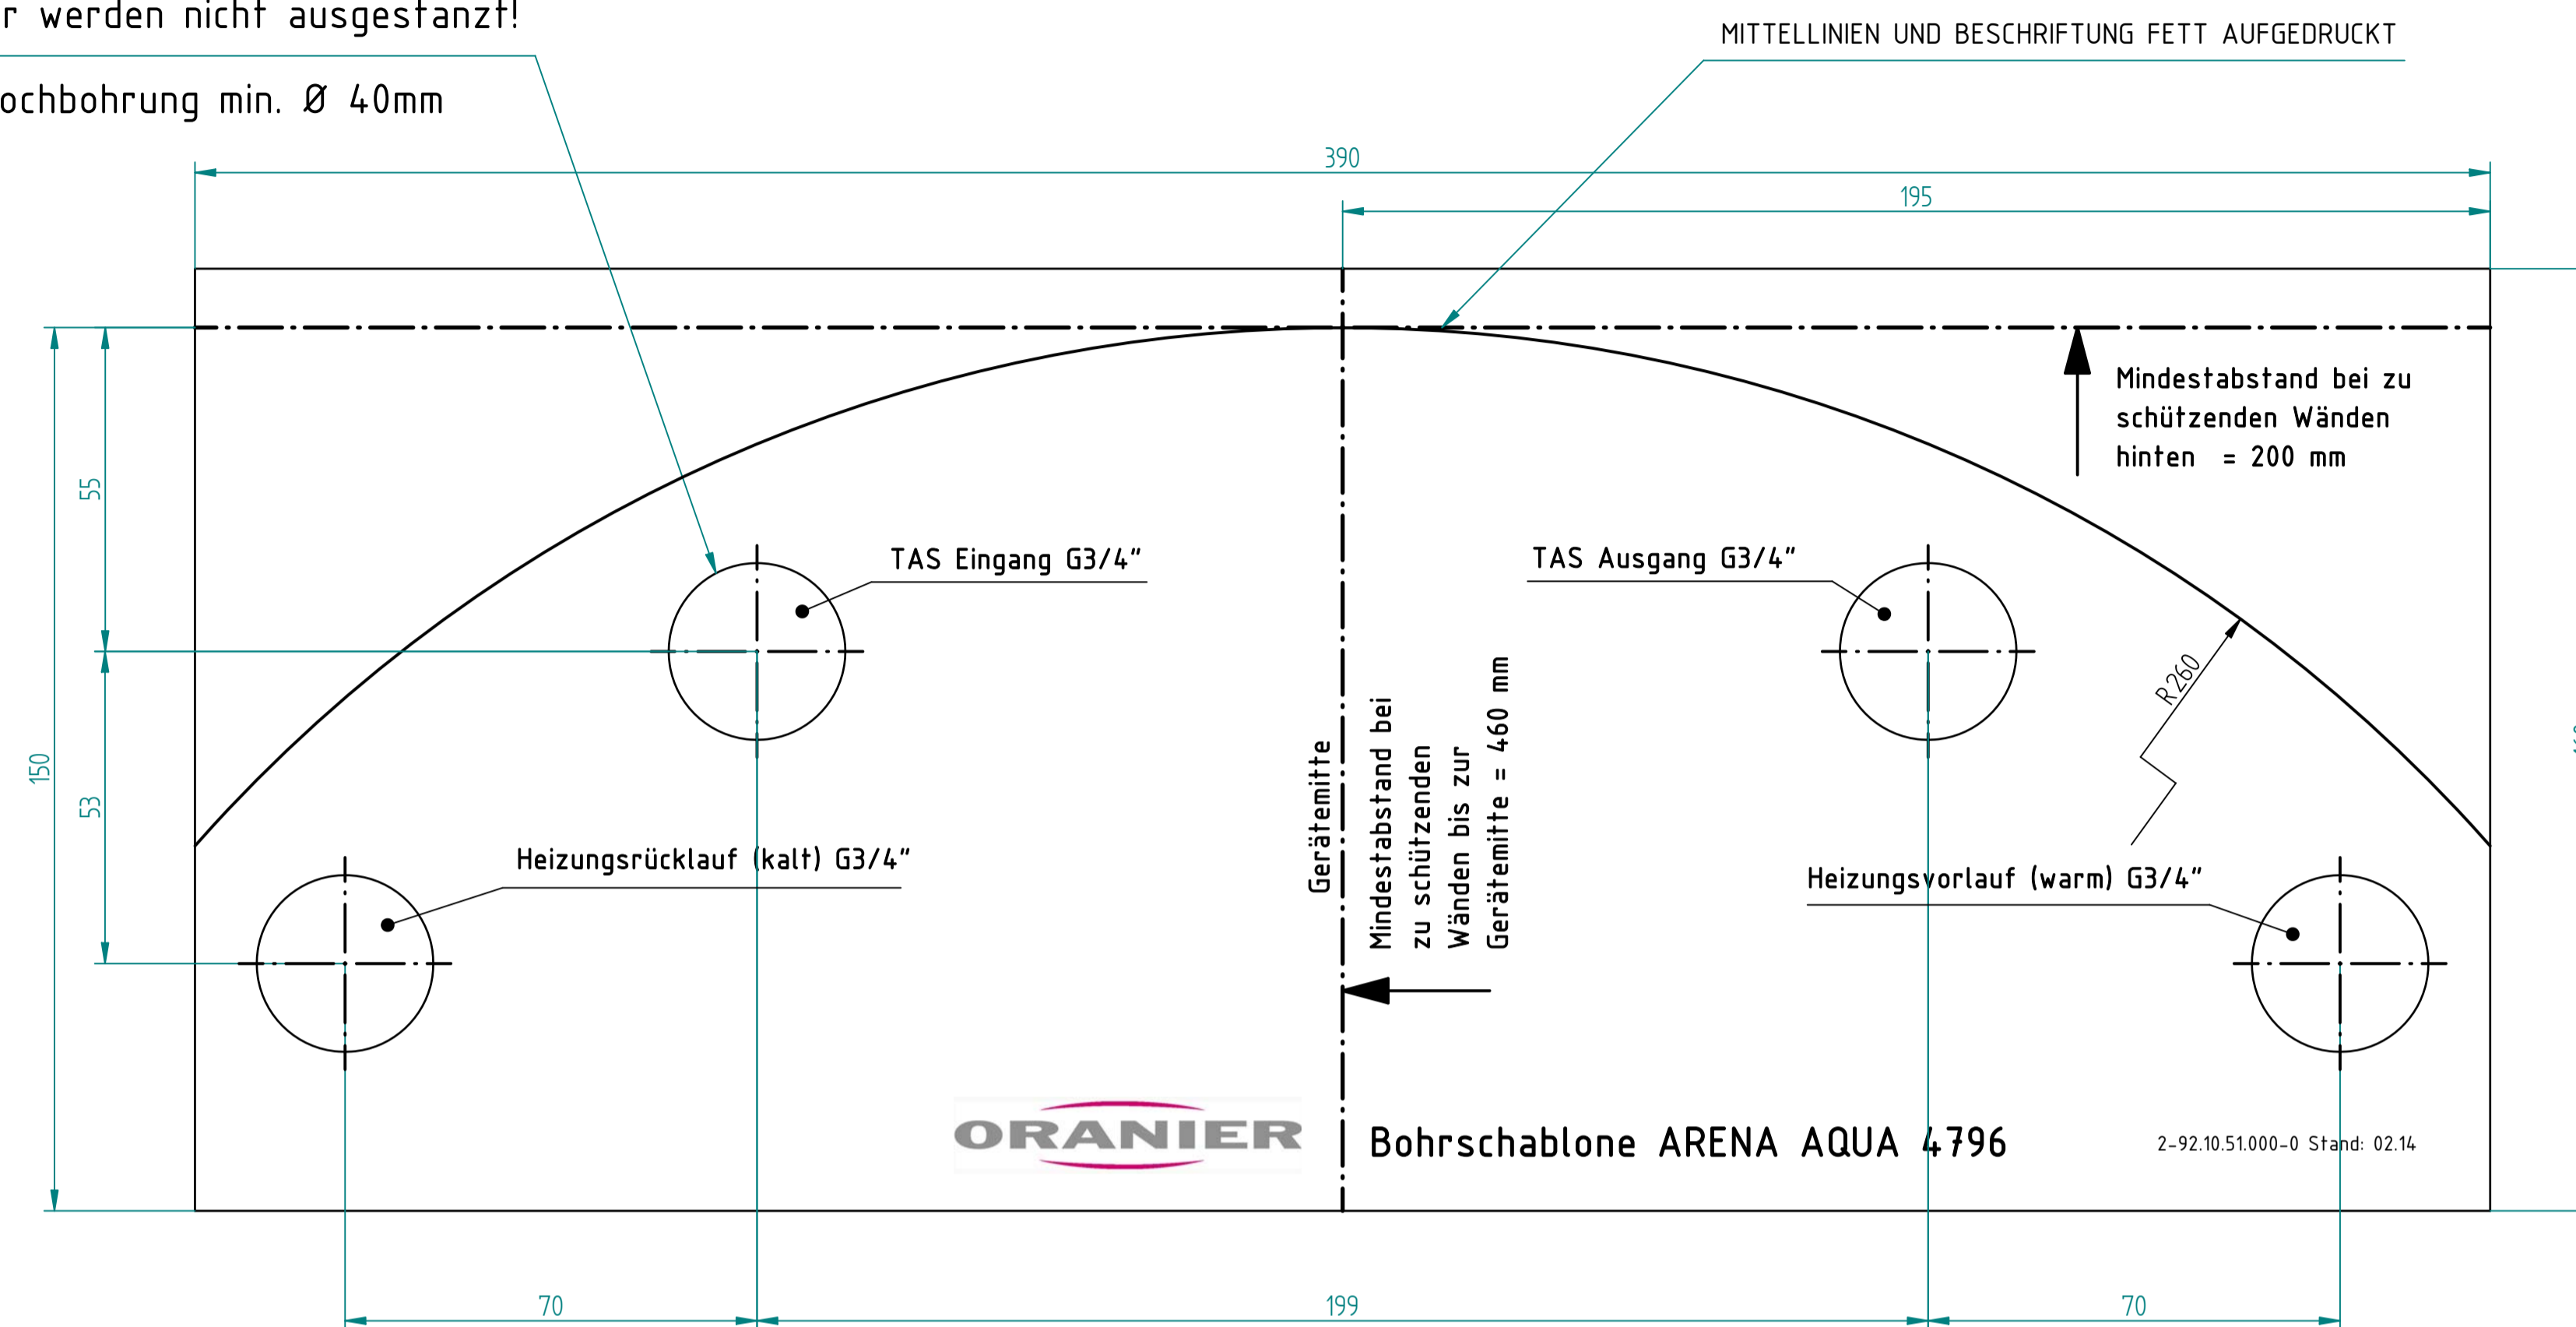 werden nicht ausgestanzt!
min. Ø 40mm
MITTELLINIEN UND BESCHRIFTUNG FETT AUFGEDRUCKT
390
195
Mindestabstand bei zu
schützenden Wänden
hinten = 200 mm
55
TAS Eingang G3/4"
TAS Ausgang G3/4"
R260
150
53
Gerätemitte
Mindestabstand bei
zu schützenden
Wänden bis zur
Gerätemitte = 460 mm
Heizungsrücklauf (kalt) G3/4"
Heizungsvorlauf (warm) G3/4"
ORANIER
Bohrschablone ARENA AQUA 4796
2-92.10.51.000-0 Stand: 02.14
70
199
70